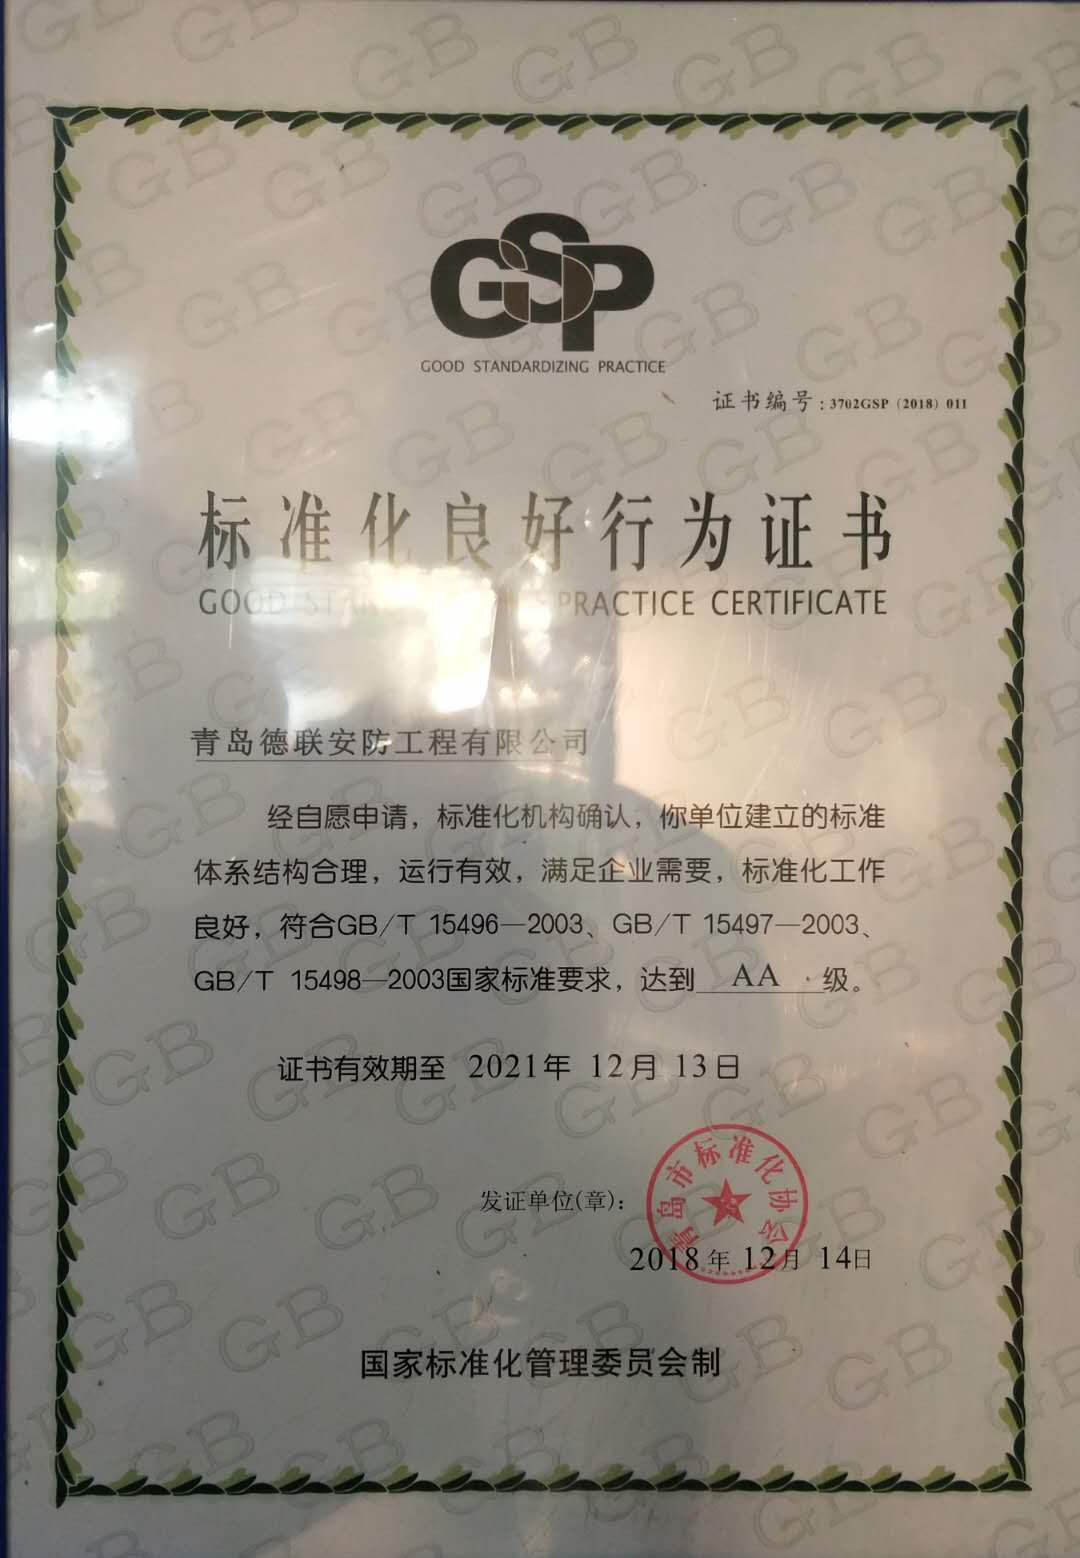 GSP
GOOD STANDARDIZING PRACTICE
证书编号:3702GSP (2018) 011
标准化良好行为证书
GOOD PRACTICE CERTIFICATE
青岛德联安防工程有限公司
经自愿申请，标准化机构确认，你单位建立的标准
体系结构合理，运行有效，满足企业需要，标准化工作
良好，符合GB/T 15496—2003、GB/T 15497—2003、
GB/T 15498—2003国家标准要求，达到 AA 级。
证书有效期至 2021年 12月 13日
发证单位(章)：
青岛市标准化协会
2018年 12月 14日
国家标准化管理委员会制